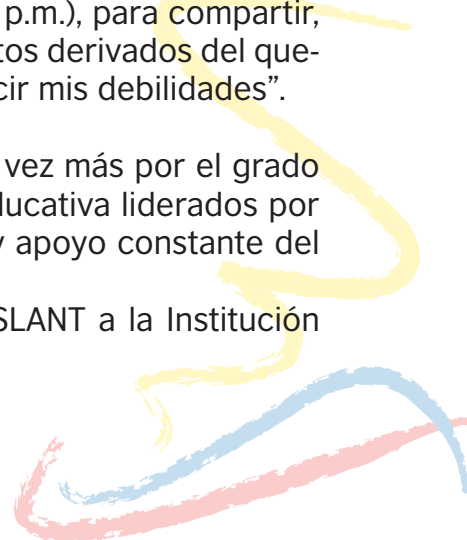 p.m.), para compartir,
tos derivados del que-
cir mis debilidades”.
vez más por el grado
ducativa liderados por
y apoyo constante del
SLANT a la Institución